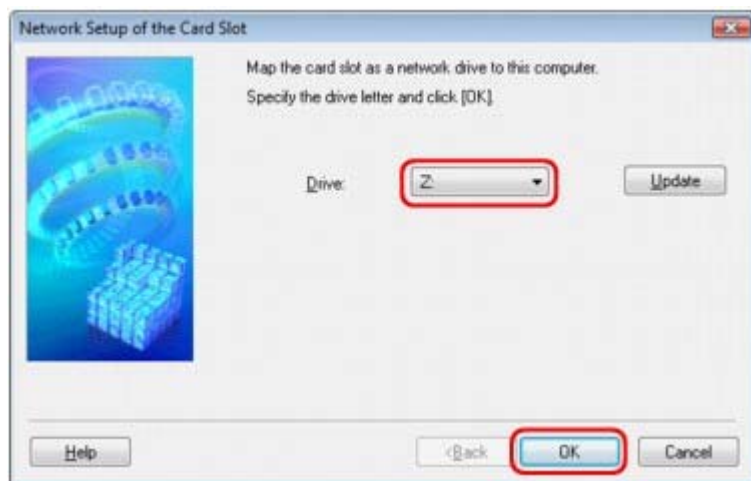 Network Setup of the Card Slot
Map the card slot as a network drive to this computer.
Specify the drive letter and click [OK].
Drive: Z: Update
Help <Back OK Cancel